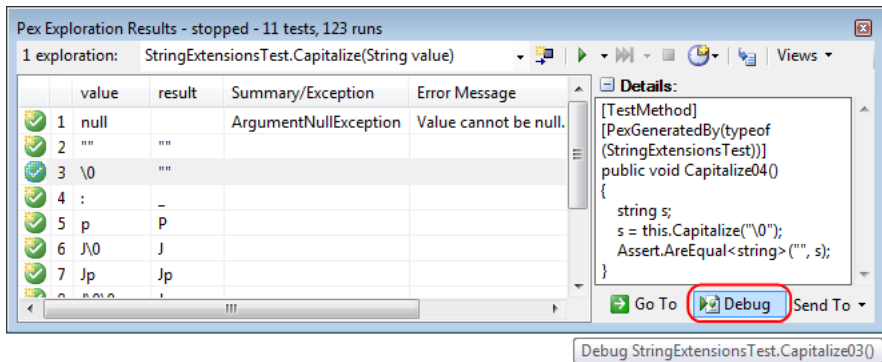 Pex Exploration Results - stopped - 11 tests, 123 runs
1 exploration: StringExtensionsTest.Capitalize(String value) Views
value result Summary/Exception Error Message
1 null ArgumentNullException Value cannot be null.
2 "" ""
3 \0 ""
4 : _
5 p P
6 J\0 J
7 Jp Jp
Details:
[TestMethod]
[PexGeneratedBy(typeof
(StringExtensionsTest))]
public void Capitalize04()
{
string s;
s = this.Capitalize("\0");
Assert.AreEqual<string>("", s);
}
Go To Debug Send To
Debug StringExtensionsTest.Capitalize03()